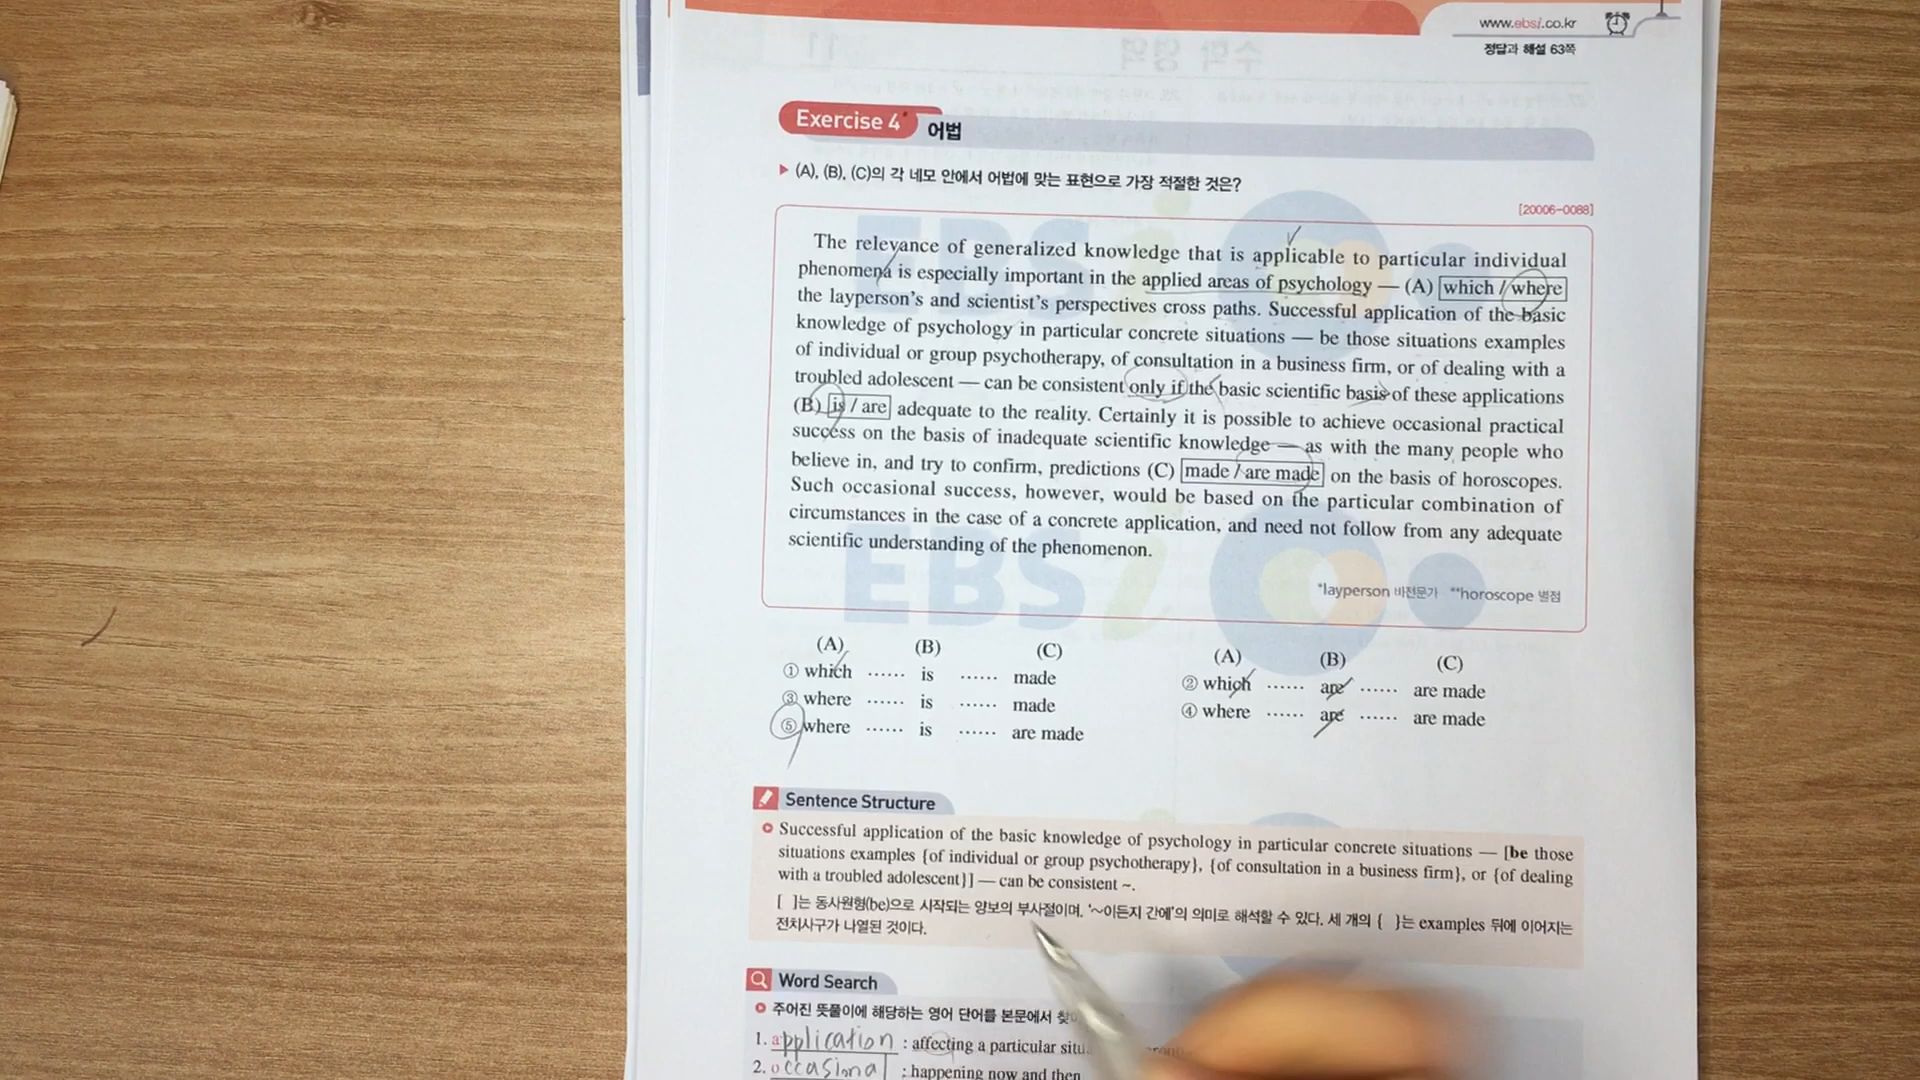 www.ebsi.co.kr
정답과 해설 63쪽
수학 영역
11
Exercise 4
어법
▶ (A), (B), (C)의 각 네모 안에서 어법에 맞는 표현으로 가장 적절한 것은?
[20006-0088]
The relevance of generalized knowledge that is applicable to particular individual
phenomena is especially important in the applied areas of psychology — (A) which / where
the layperson's and scientist's perspectives cross paths. Successful application of the basic
knowledge of psychology in particular concrete situations — be those situations examples
of individual or group psychotherapy, of consultation in a business firm, or of dealing with a
troubled adolescent — can be consistent only if the basic scientific basis of these applications
(B) is / are adequate to the reality. Certainly it is possible to achieve occasional practical
success on the basis of inadequate scientific knowledge — as with the many people who
believe in, and try to confirm, predictions (C) made / are made on the basis of horoscopes.
Such occasional success, however, would be based on the particular combination of
circumstances in the case of a concrete application, and need not follow from any adequate
scientific understanding of the phenomenon.
*layperson 비전문가 **horoscope 별점
EBSi
EBSi
(A) (B) (C) (A) (B) (C)
① which ...... is ...... made ② which ...... are ...... are made
③ where ...... is ...... made ④ where ...... are ...... are made
⑤ where ...... is ...... are made
Sentence Structure
Successful application of the basic knowledge of psychology in particular concrete situations — [be those
situations examples {of individual or group psychotherapy}, {of consultation in a business firm}, or {of dealing
with a troubled adolescent}] — can be consistent ~.
[ ]는 동사원형(be)으로 시작되는 양보의 부사절이며, '~이든지 간에'의 의미로 해석할 수 있다. 세 개의 { }는 examples 뒤에 이어지는
전치사구가 나열된 것이다.
Word Search
주어진 뜻풀이에 해당하는 영어 단어를 본문에서
1. application : affecting a particular
2. occasional : happening now and then